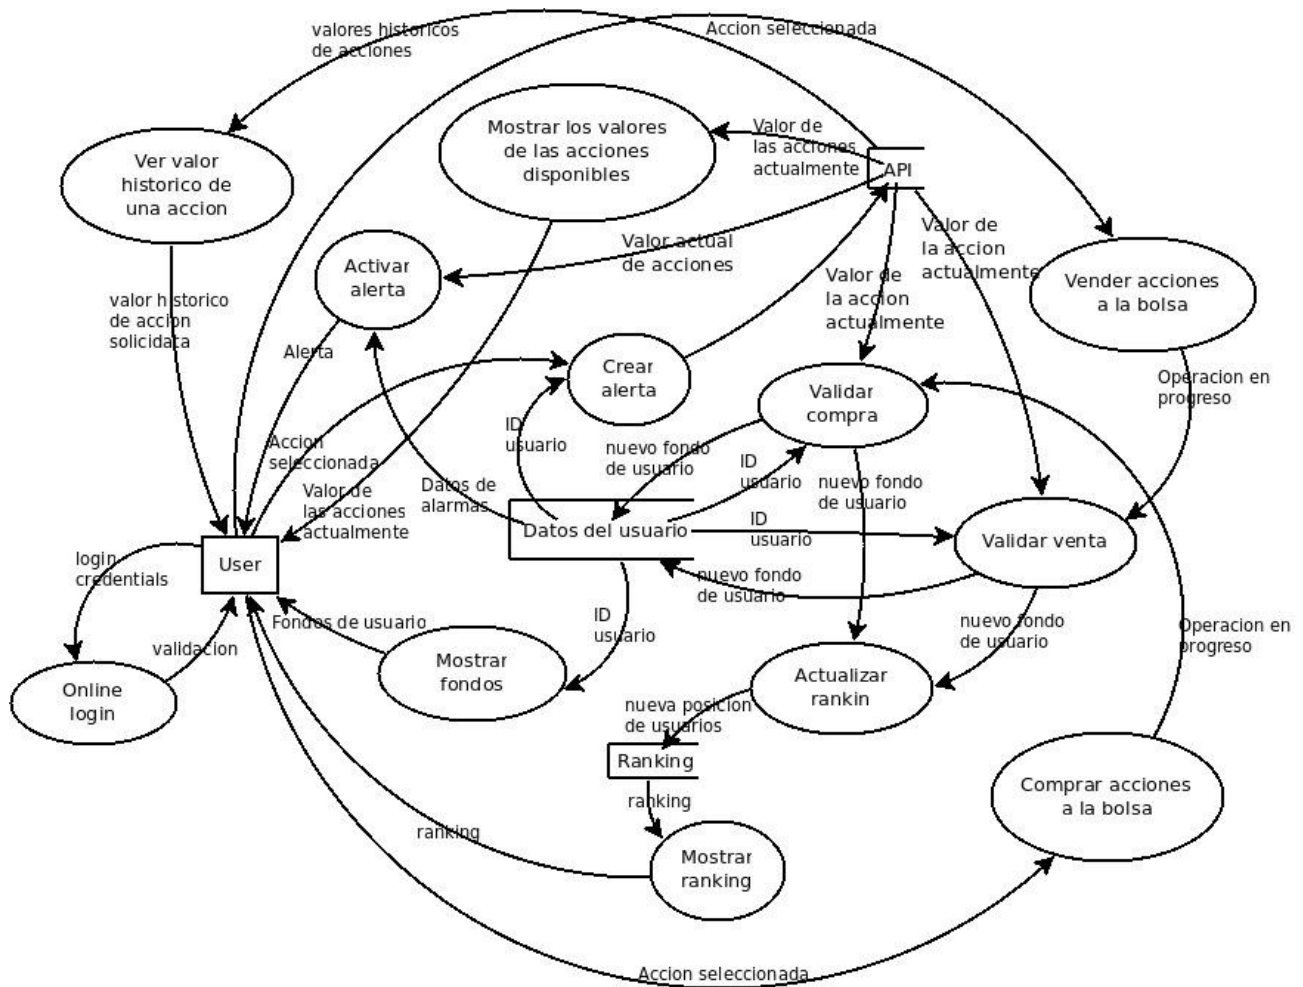 valores historicos
de acciones
Accion seleccionada
Mostrar los valores
de las acciones
disponibles
Valor de
las acciones
actualmente
Ver valor
historico de
una accion
API
Activar
alerta
Valor actual
de acciones
Valor de
la accion
actualmente
Valor de
la accion
actualmente
Vender acciones
a la bolsa
valor historico
de accion
solicidata
Alerta
Crear
alerta
Validar
compra
Operacion en
progreso
Accion
seleccionada
ID
usuario
nuevo fondo
de usuario
ID
usuario
nuevo fondo
de usuario
Valor de
las acciones
actualmente
Datos de
alarmas
Datos del usuario
ID
usuario
Validar venta
login
credentials
User
nuevo fondo
de usuario
validacion
Fondos de usuario
ID
usuario
nuevo fondo
de usuario
Operacion en
progreso
Online
login
Mostrar
fondos
Actualizar
rankin
nueva posicion
de usuarios
Ranking
ranking
Comprar acciones
a la bolsa
ranking
Mostrar
ranking
Accion seleccionada